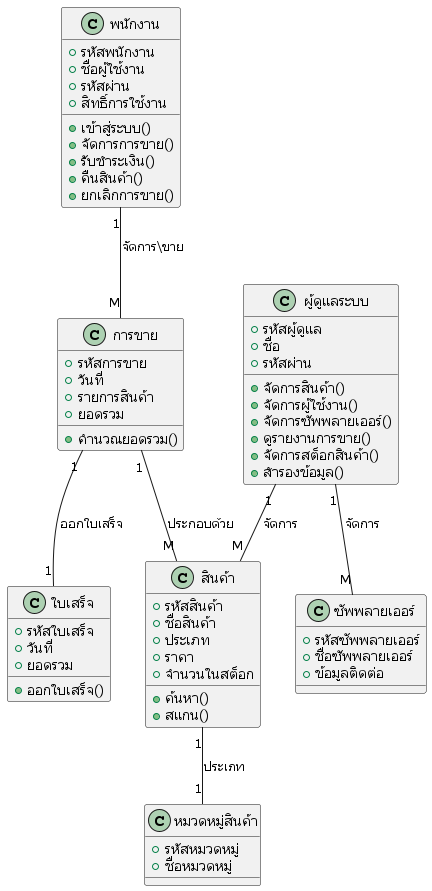 C พนักงาน
รหัสพนักงาน
ชื่อผู้ใช้งาน
รหัสผ่าน
สิทธิ์การใช้งาน
เข้าสู่ระบบ()
จัดการการขาย()
รับชำระเงิน()
คืนสินค้า()
ยกเลิกการขาย()
1
จัดการ\ขาย
M
C การขาย
รหัสการขาย
วันที่
รายการสินค้า
ยอดรวม
คำนวณยอดรวม()
C ผู้ดูแลระบบ
รหัสผู้ดูแล
ชื่อ
รหัสผ่าน
จัดการสินค้า()
จัดการผู้ใช้งาน()
จัดการซัพพลายเออร์()
ดูรายงานการขาย()
จัดการสต็อกสินค้า()
สำรองข้อมูล()
1 1 1 1
ออกใบเสร็จ ประกอบด้วย จัดการ จัดการ
1 M M M
C ใบเสร็จ
รหัสใบเสร็จ
วันที่
ยอดรวม
ออกใบเสร็จ()
C สินค้า
รหัสสินค้า
ชื่อสินค้า
ประเภท
ราคา
จำนวนในสต็อก
ค้นหา()
สแกน()
C ซัพพลายเออร์
รหัสซัพพลายเออร์
ชื่อซัพพลายเออร์
ข้อมูลติดต่อ
1
ประเภท
1
C หมวดหมู่สินค้า
รหัสหมวดหมู่
ชื่อหมวดหมู่